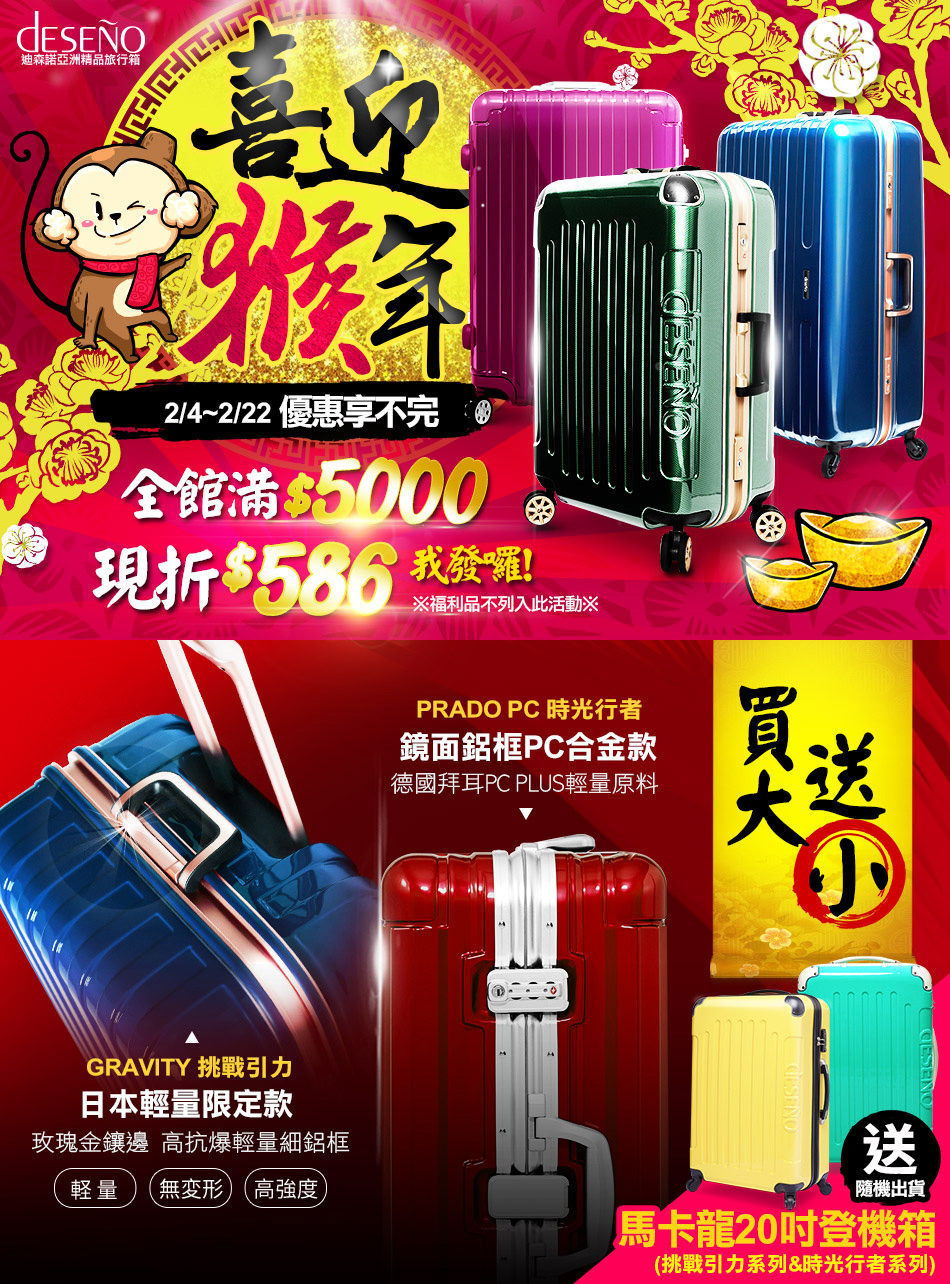 deseño
迪森諾亞洲精品旅行箱
喜迎
猴年
2/4~2/22 優惠享不完
全館滿$5000
現折$586 我發囉!
※福利品不列入此活動※
DESEÑO
PRADO PC 時光行者
鏡面鋁框PC合金款
德國拜耳PC PLUS輕量原料
買大
送小
GRAVITY 挑戰引力
日本輕量限定款
玫瑰金鑲邊 高抗爆輕量細鋁框
軽量 無変形 高強度
DESEÑO
DESEÑO
送
隨機出貨
馬卡龍20吋登機箱
(挑戰引力系列&時光行者系列)